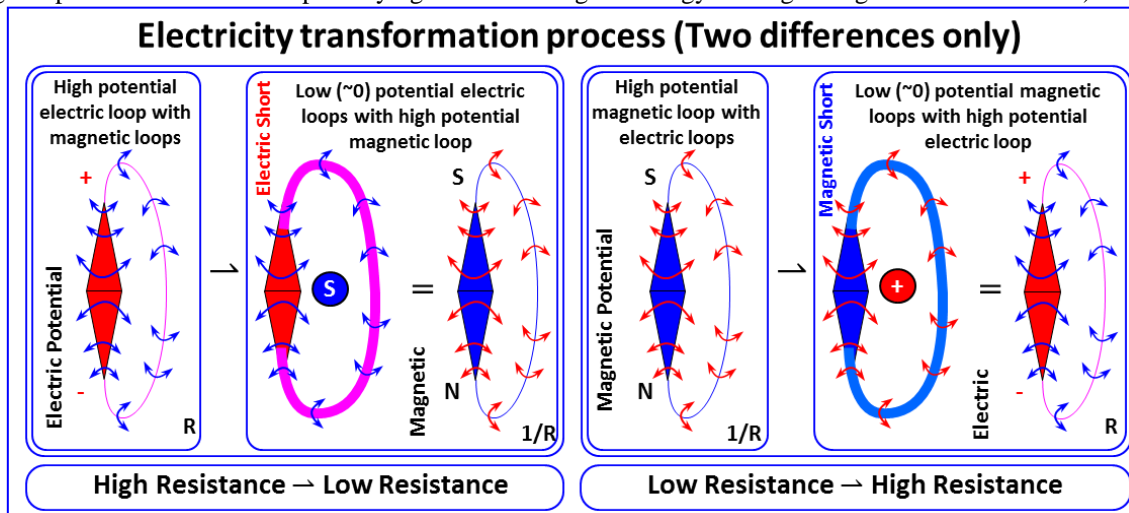 Electricity transformation process (Two differences only)
High potential
electric loop with
magnetic loops
+
-
Electric Potential
R
⇀
Electric Short
Low (~0) potential electric
loops with high potential
magnetic loop
S
=
Magnetic
S
N
1/R
High potential
magnetic loop with
electric loops
S
N
Magnetic Potential
1/R
⇀
Magnetic Short
Low (~0) potential magnetic
loops with high potential
electric loop
+
=
Electric
+
-
R
High Resistance ⇀ Low Resistance
Low Resistance ⇀ High Resistance